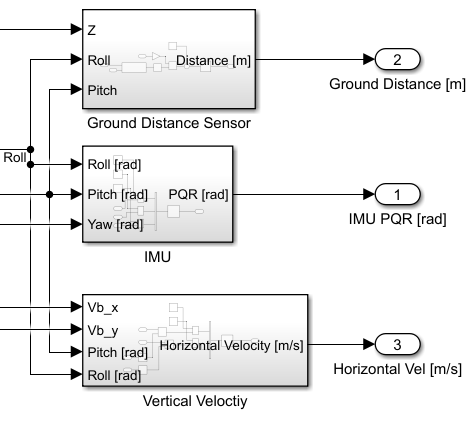 Z
Roll
Pitch
Distance [m]
2
Ground Distance [m]
Ground Distance Sensor
Roll
Roll [rad]
Pitch [rad]
Yaw [rad]
PQR [rad]
1
IMU PQR [rad]
IMU
Vb_x
Vb_y
Pitch [rad]
Roll [rad]
Horizontal Velocity [m/s]
3
Horizontal Vel [m/s]
Vertical Veloctiy